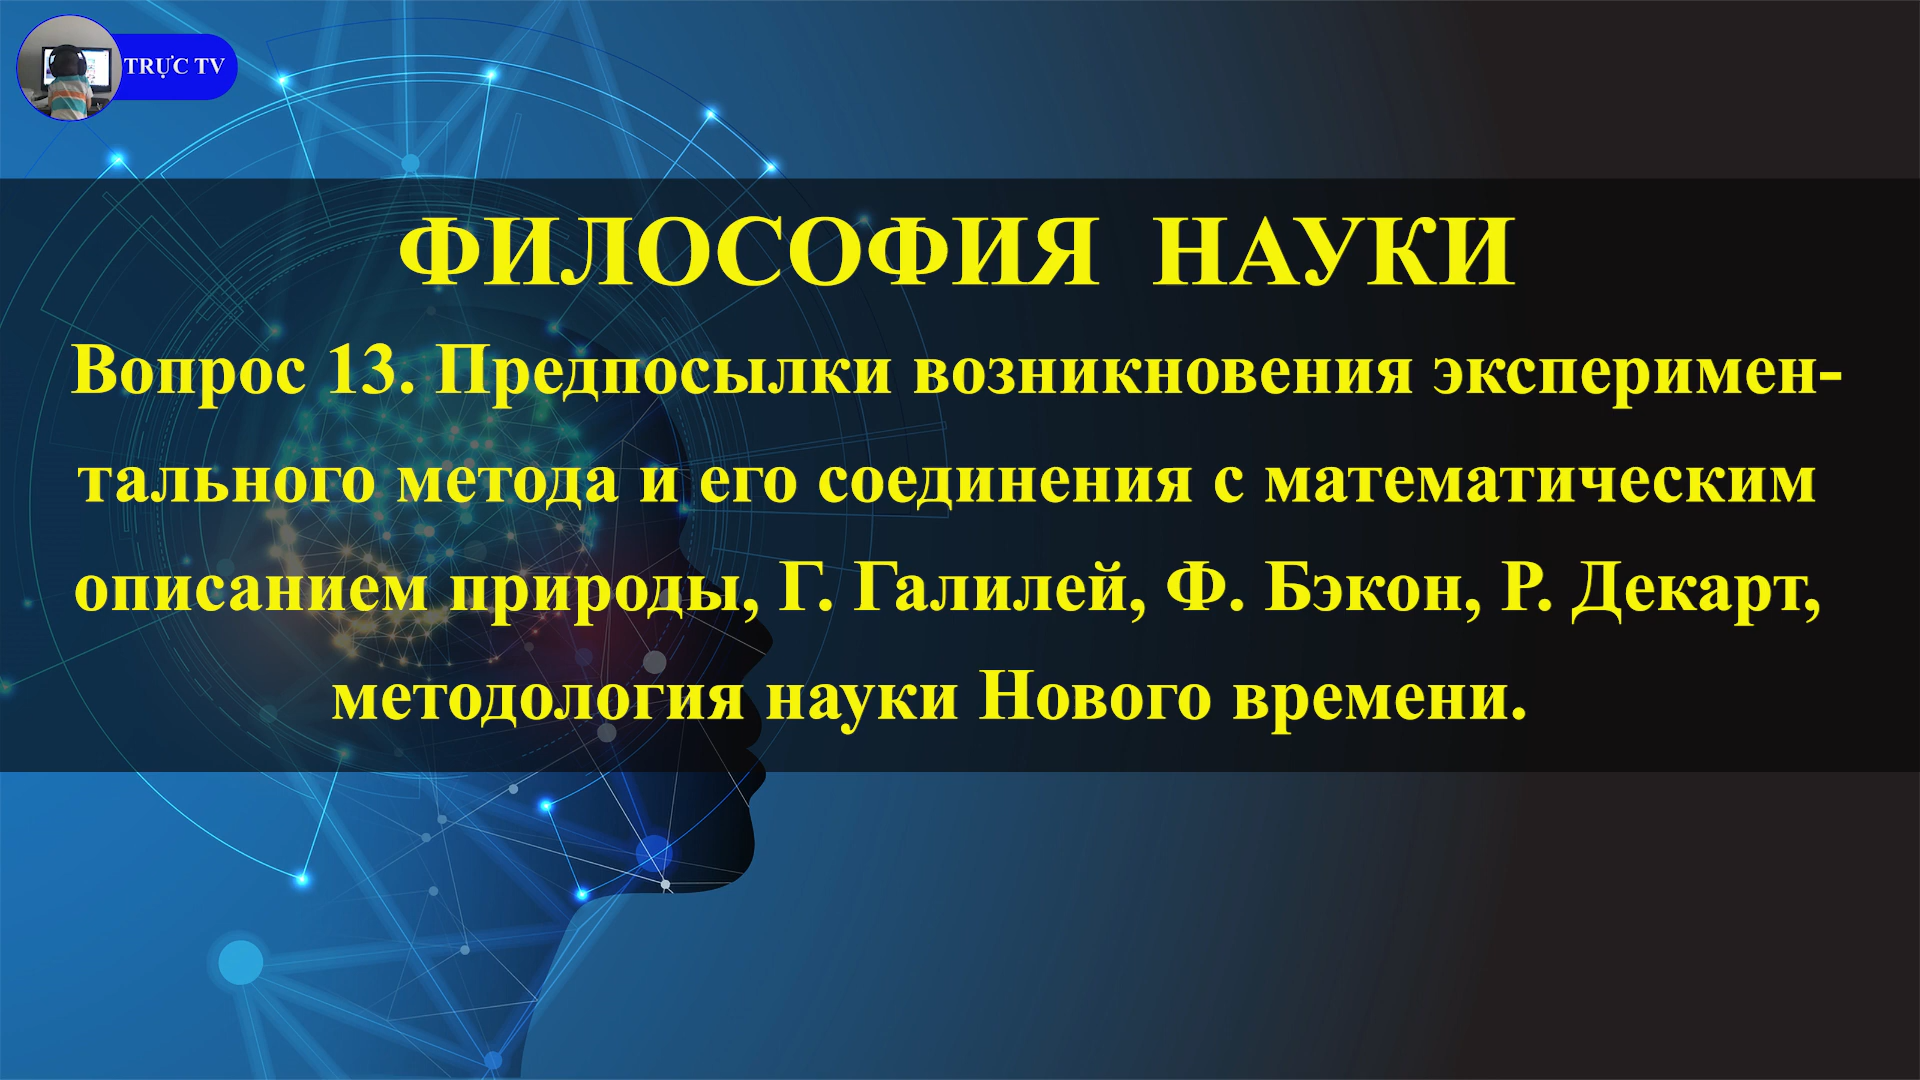 TRỰC TV
ФИЛОСОФИЯ НАУКИ
Вопрос 13. Предпосылки возникновения эксперимен-
тального метода и его соединения с математическим
описанием природы, Г. Галилей, Ф. Бэкон, Р. Декарт,
методология науки Нового времени.